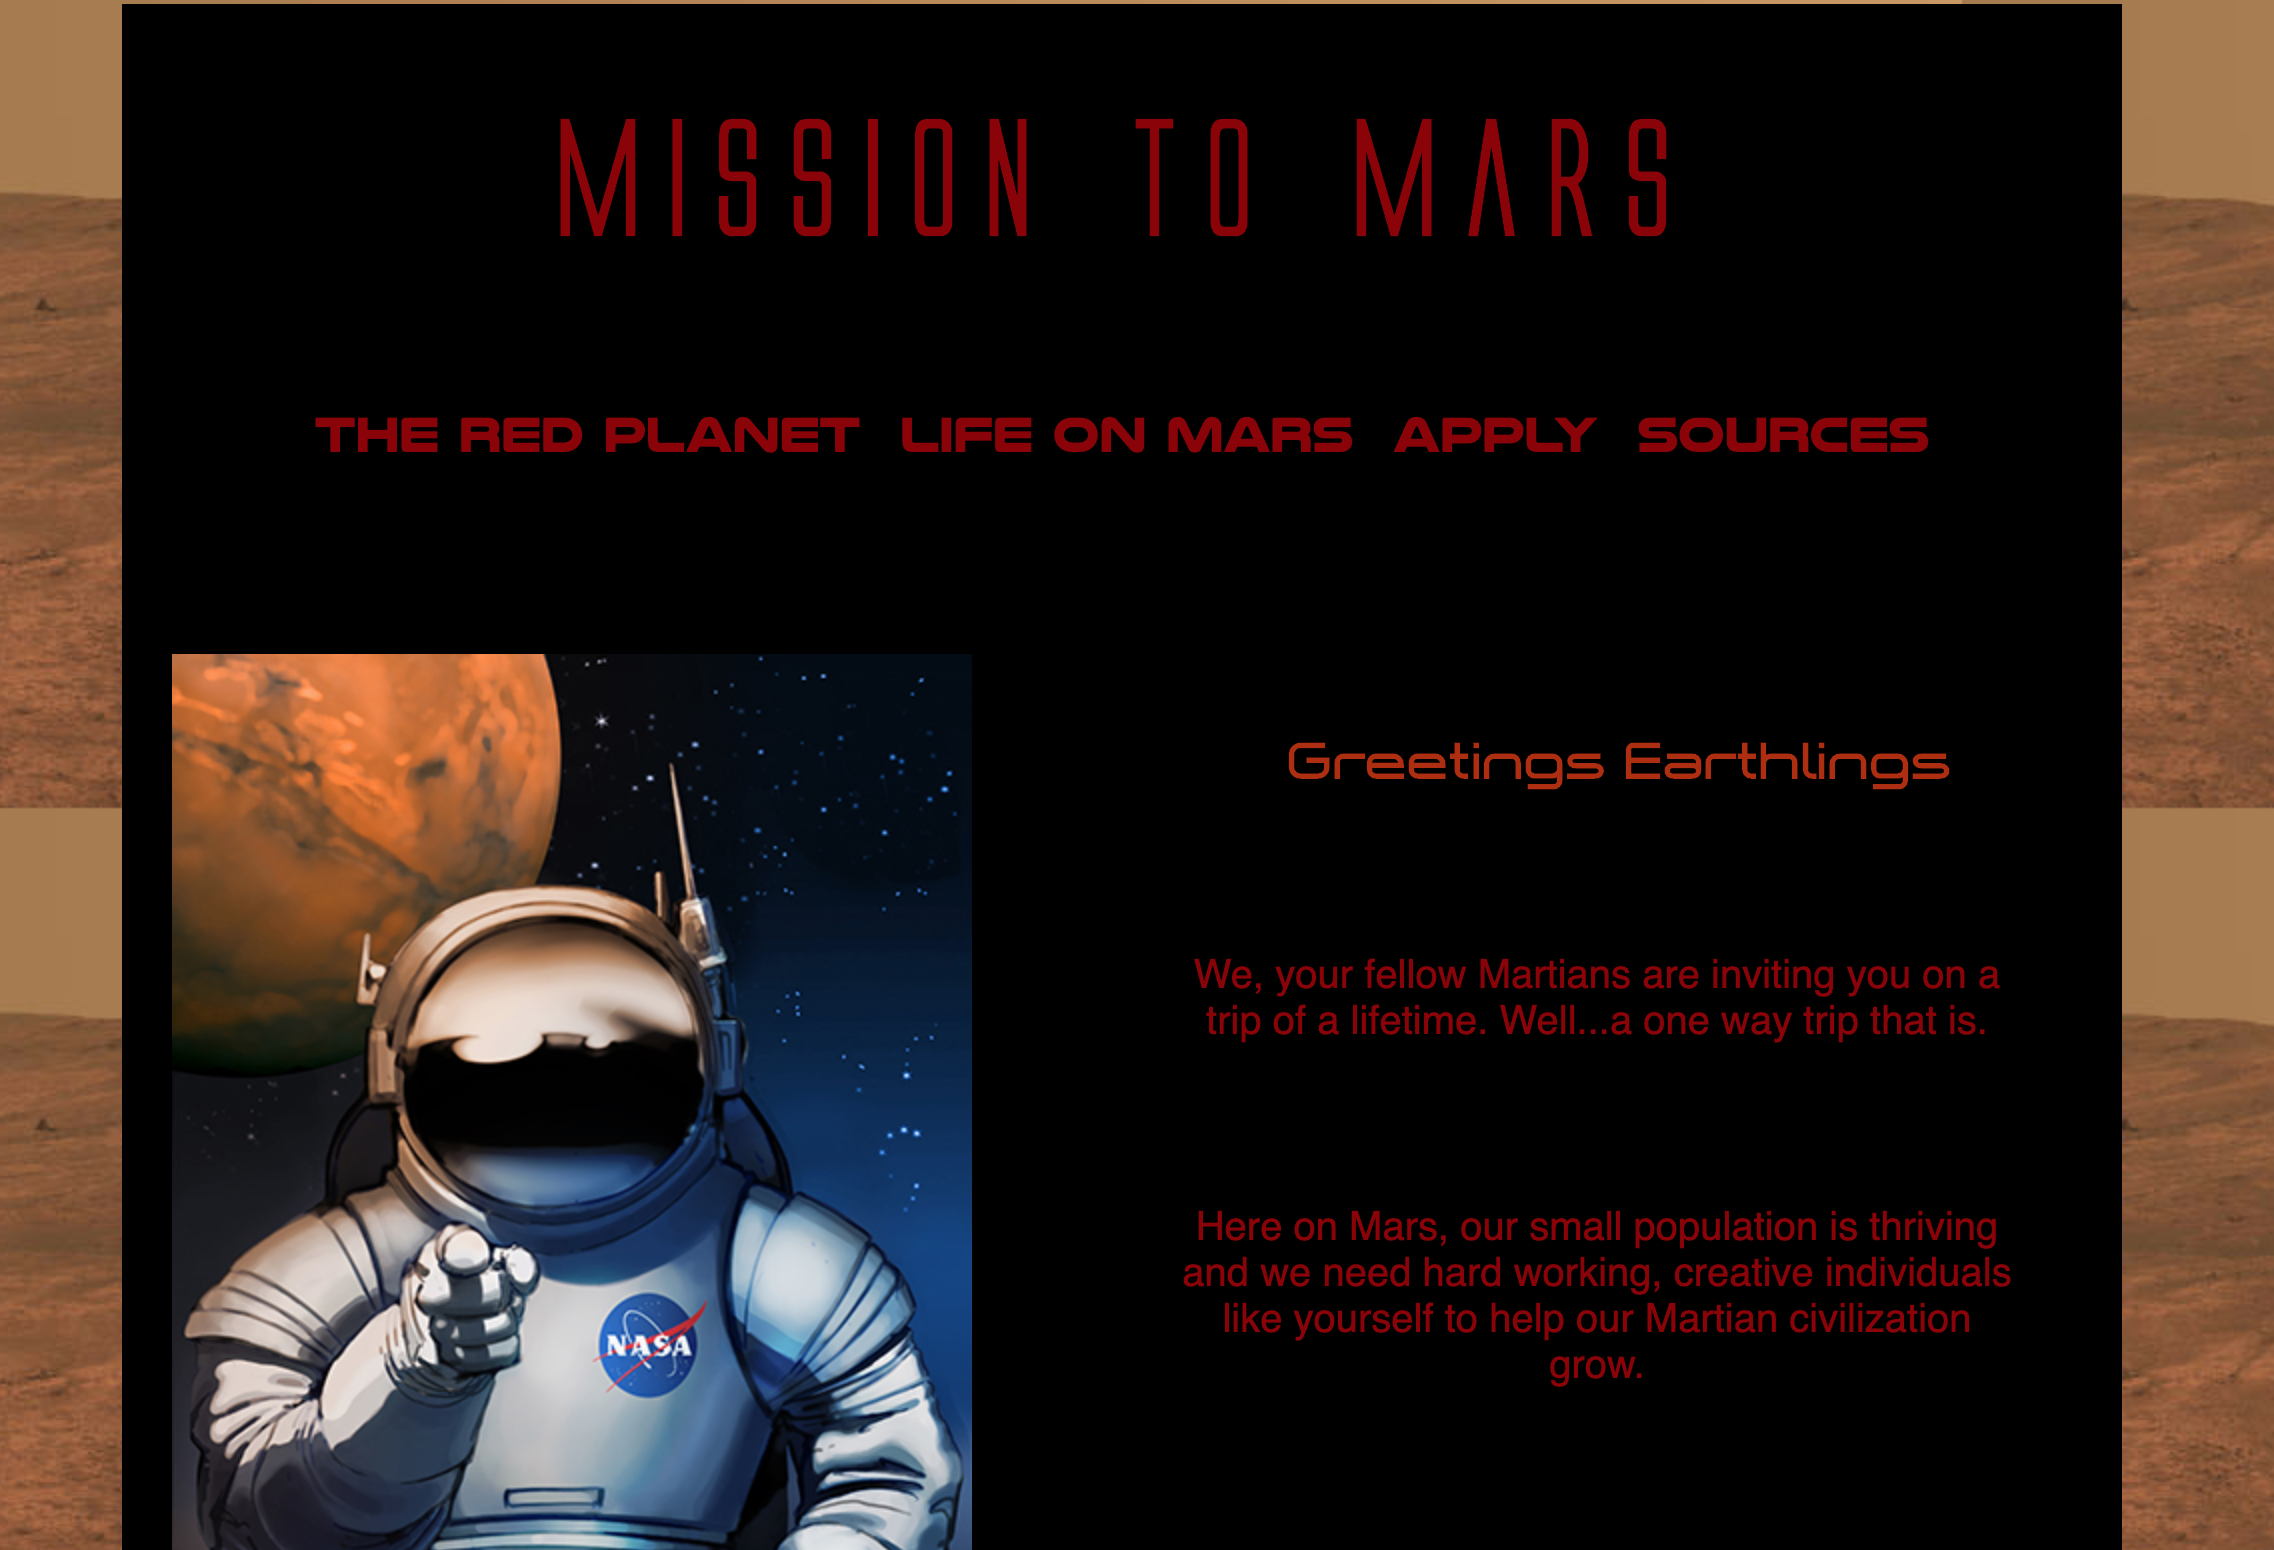 MISSION TO MARS
THE RED PLANET LIFE ON MARS APPLY SOURCES
Greetings Earthlings
We, your fellow Martians are inviting you on a
trip of a lifetime. Well...a one way trip that is.
Here on Mars, our small population is thriving
and we need hard working, creative individuals
like yourself to help our Martian civilization
grow.
NASA